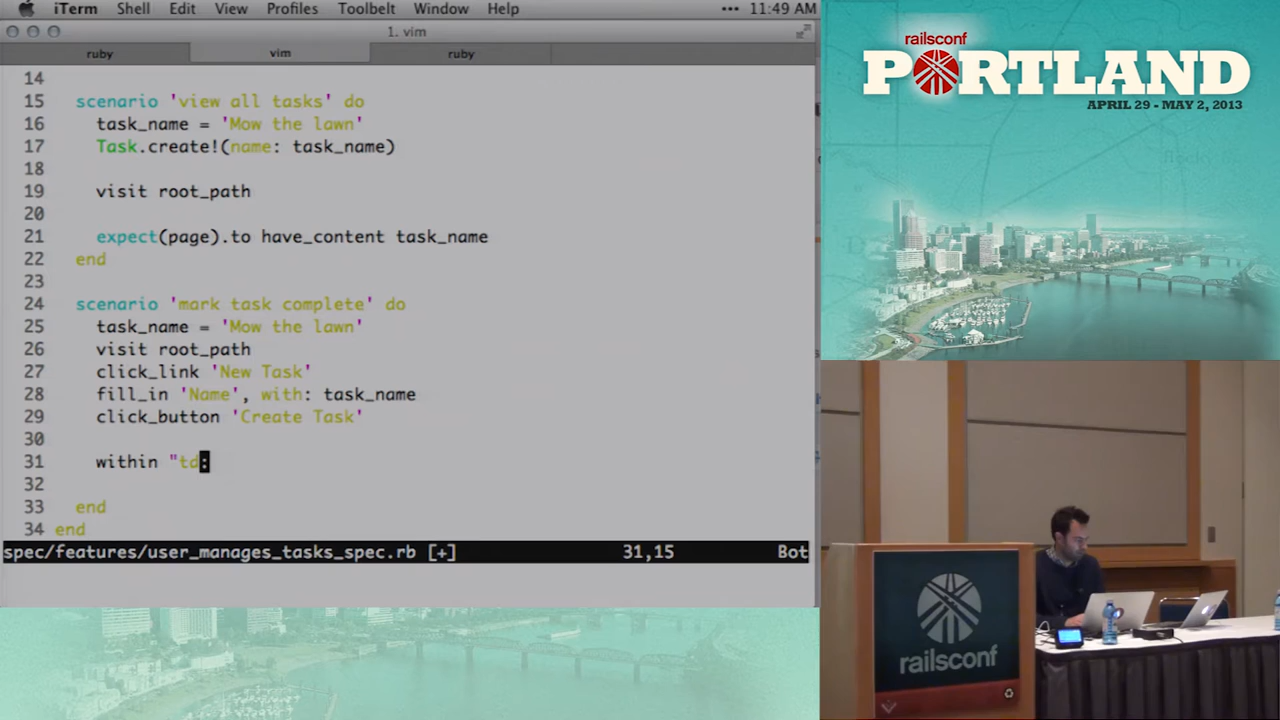 iTerm Shell Edit View Profiles Toolbelt Window Help ••• 11:49 AM
1. vim
ruby vim ruby
14
15 scenario 'view all tasks' do
16 task_name = 'Mow the lawn'
17 Task.create!(name: task_name)
18
19 visit root_path
20
21 expect(page).to have_content task_name
22 end
23
24 scenario 'mark task complete' do
25 task_name = 'Mow the lawn'
26 visit root_path
27 click_link 'New Task'
28 fill_in 'Name', with: task_name
29 click_button 'Create Task'
30
31 within "td:
32
33 end
34 end
spec/features/user_manages_tasks_spec.rb [+] 31,15 Bot
railsconf
PORTLAND
APRIL 29 - MAY 2, 2013
railsconf